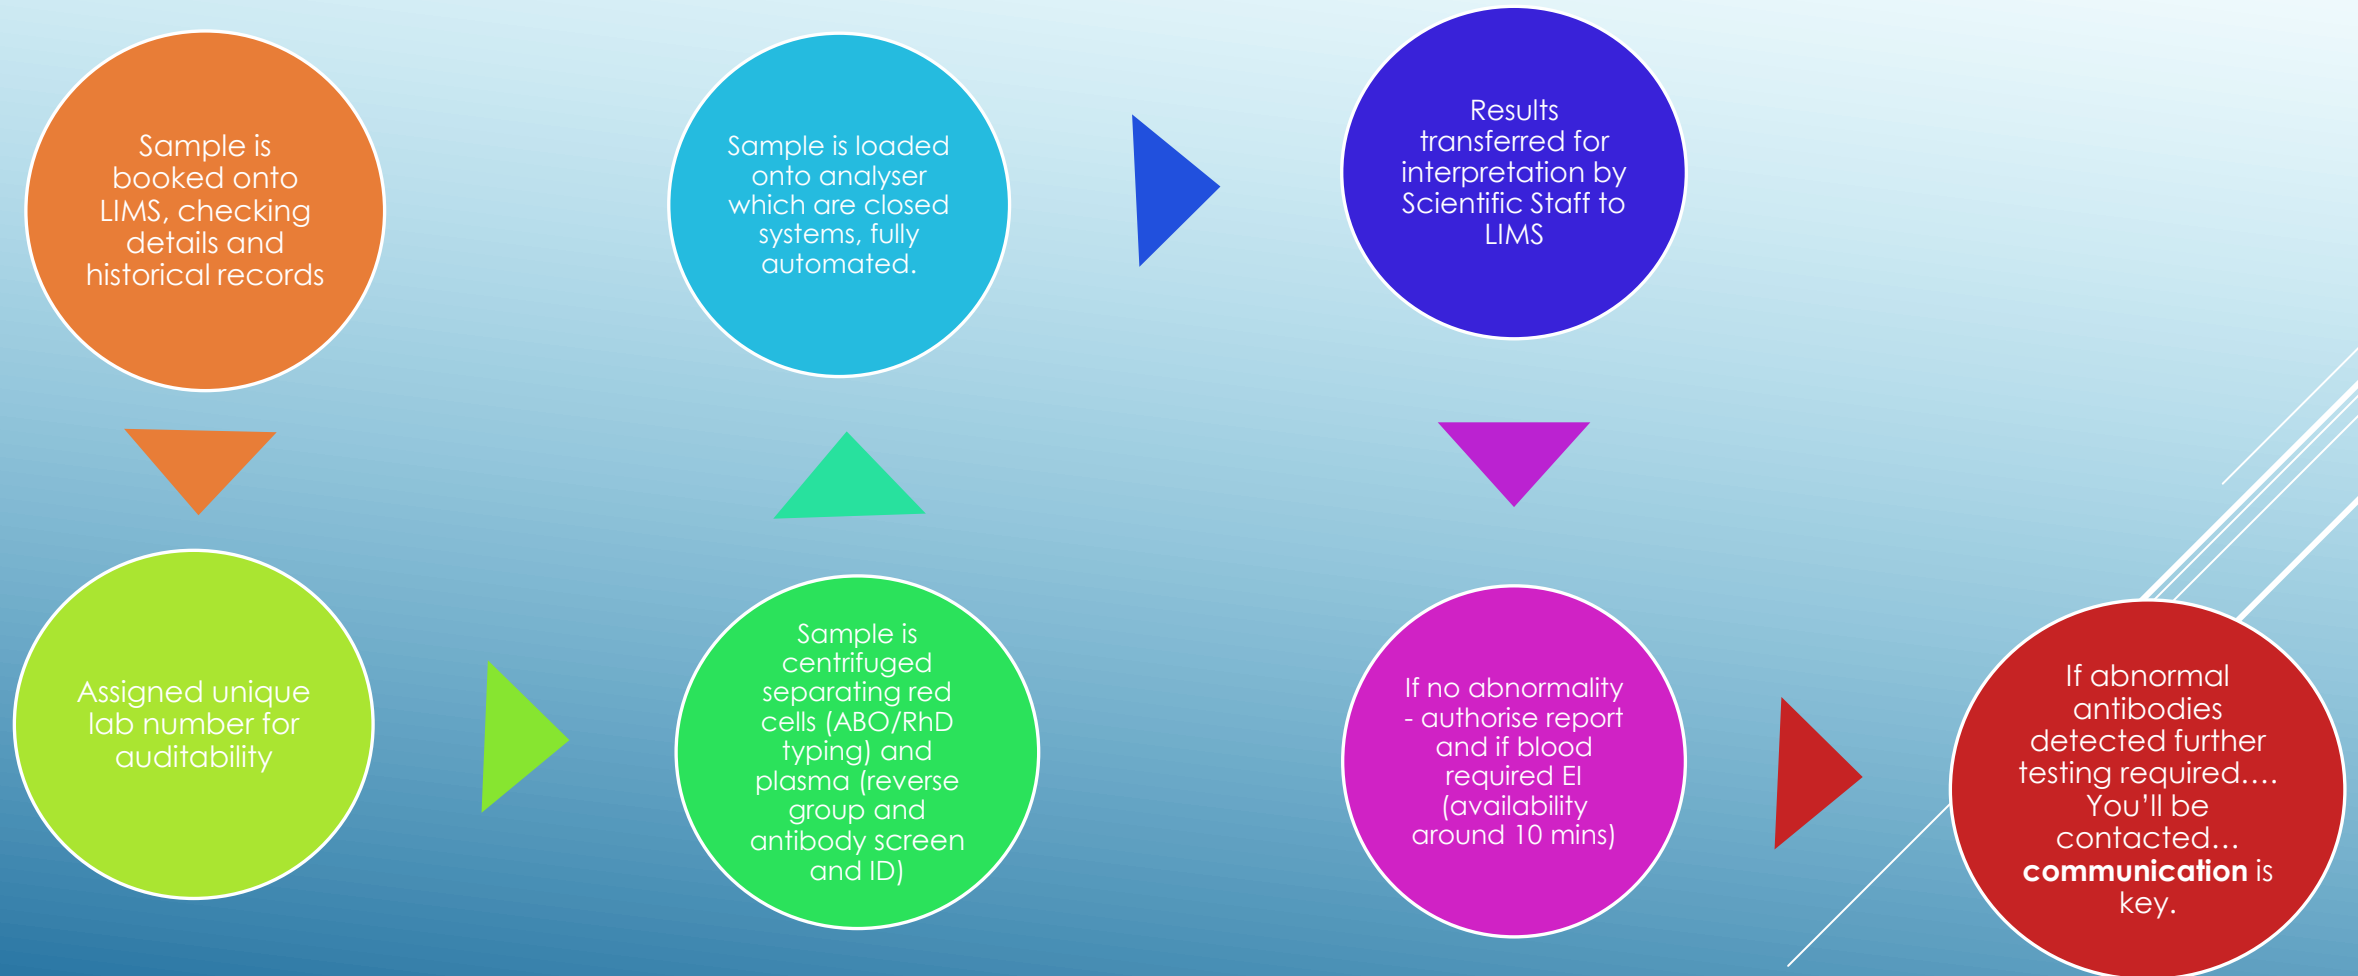 Sample is
booked onto
LIMS, checking
details and
historical records
Assigned unique
lab number for
auditability
Sample is
centrifuged
separating red
cells (ABO/RhD
typing) and
plasma (reverse
group and
antibody screen
and ID)
Sample is loaded
onto analyser
which are closed
systems, fully
automated.
Results
transferred for
interpretation by
Scientific Staff to
LIMS
If no abnormality
- authorise report
and if blood
required EI
(availability
around 10 mins)
If abnormal
antibodies
detected further
testing required….
You’ll be
contacted…
communication is
key.